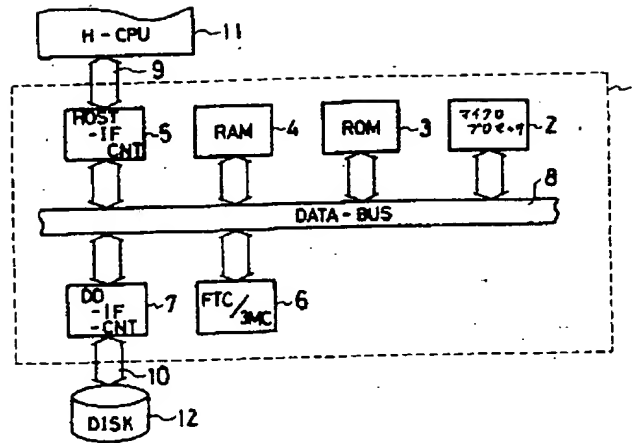 H-CPU
11
9
HOST
-IF
CNT
5
RAM
4
ROM
3
マイクロ
プロセッサ
2
8
DATA-BUS
DD
-IF
-CNT
7
FTC/
3MC
6
10
DISK
12